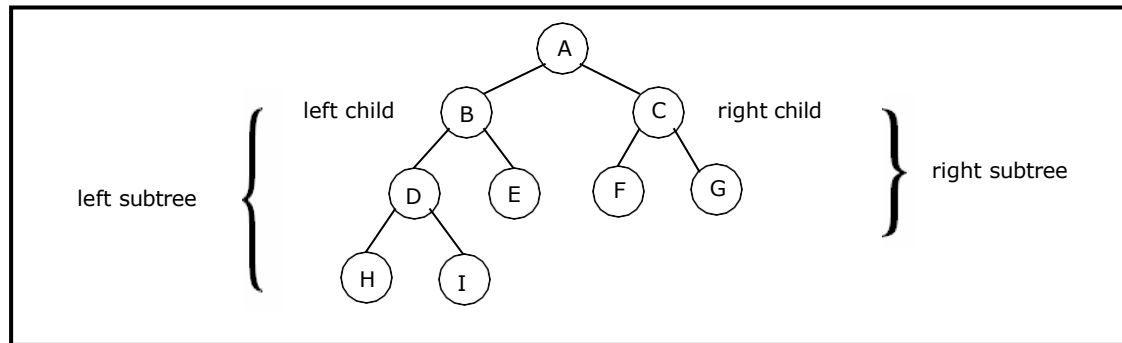 A
left child
B
C
right child
left subtree
right subtree
D
E
F
G
H
I